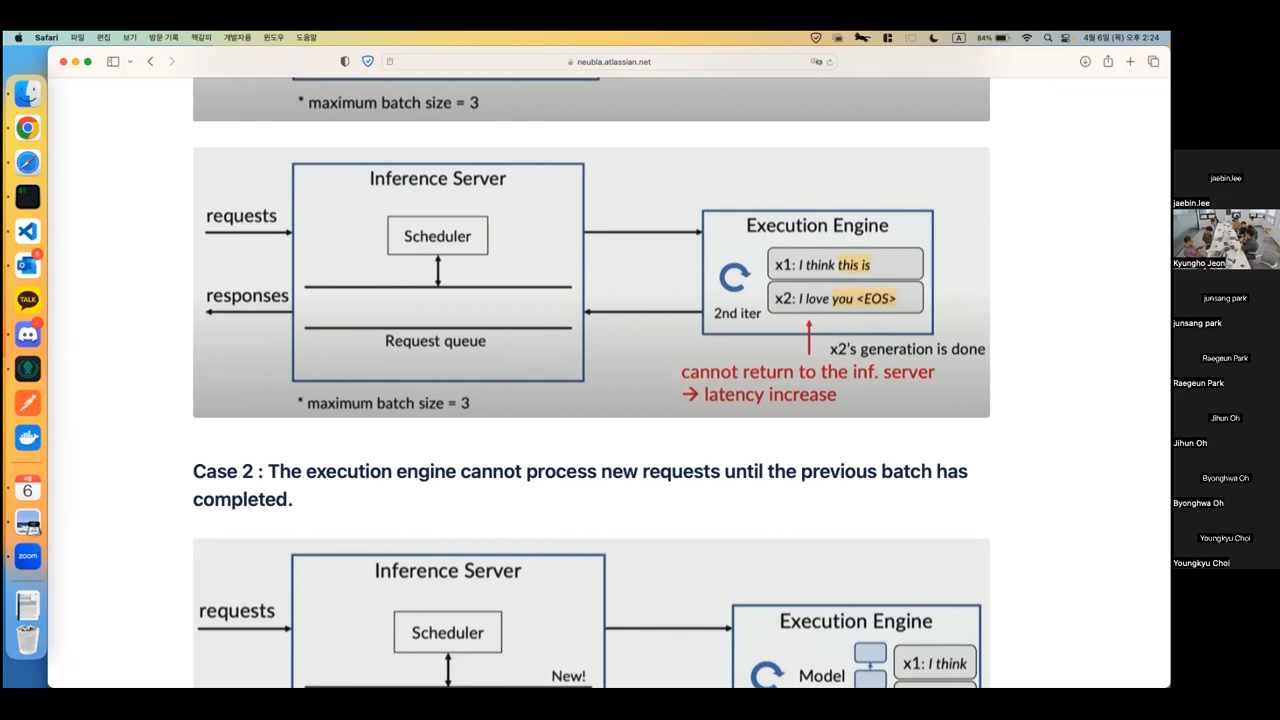 Safari 파일 편집 보기 방문 기록 책갈피 개발자용 윈도우 도움말
A 84% 4월 6일 (목) 오후 2:24
neubla.atlassian.net
* maximum batch size = 3
Inference Server
requests
Scheduler
responses
Request queue
* maximum batch size = 3
Execution Engine
x1: I think this is
x2: I love you <EOS>
2nd iter
x2's generation is done
cannot return to the inf. server
→ latency increase
Case 2 : The execution engine cannot process new requests until the previous batch has
completed.
Inference Server
requests
Scheduler
New!
Execution Engine
Model
x1: I think
TALK
6
zoom
jaebin.lee
jaebin.lee
Kyungho Jeon
junsang park
junsang park
Raegeun Park
Raegeun Park
Jihun Oh
Jihun Oh
Byonghwa Oh
Byonghwa Oh
Youngkyu Choi
Youngkyu Choi